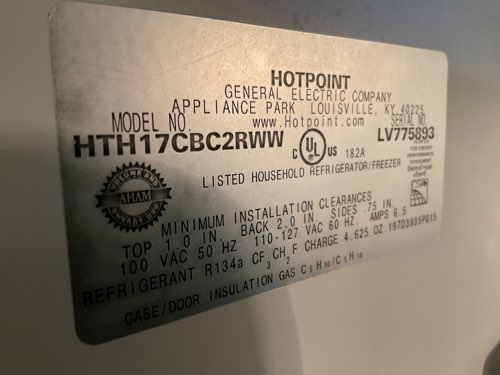 HOTPOINT
GENERAL ELECTRIC COMPANY
APPLIANCE PARK LOUISVILLE, KY 40225
MODEL NO. www.Hotpoint.com SERIAL NO
HTH17CBC2RWW C UL US 182A LV775893
LISTED HOUSEHOLD REFRIGERATOR/FREEZER
AHAM
MINIMUM INSTALLATION CLEARANCES
TOP 1.0 IN. BACK 2.0 IN. SIDES .75 IN.
100 VAC 50 HZ 110-127 VAC 60 HZ. AMPS 6.5
REFRIGERANT R134a CF3CH2F CHARGE 4.625 OZ. 197D3935P015
CASE/DOOR INSULATION GAS C5H10/C5H10